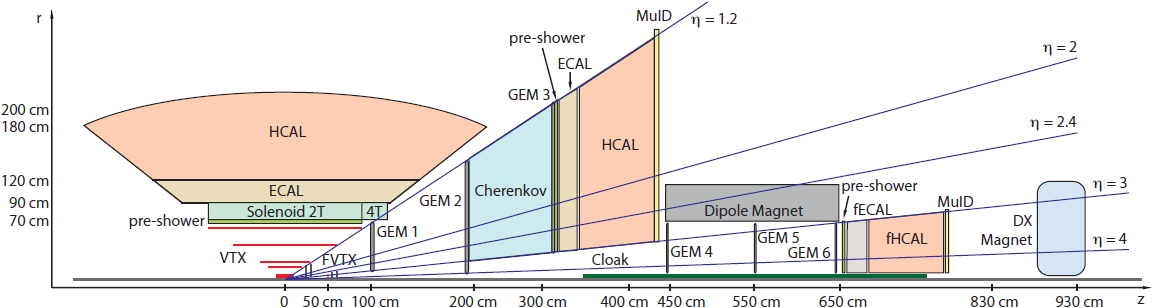 r
MuID
η = 1.2
pre-shower
η = 2
ECAL
GEM 3
200 cm
180 cm
HCAL
η = 2.4
HCAL
120 cm
ECAL
Cherenkov
pre-shower
η = 3
90 cm
GEM 2
fECAL
MuID
70 cm
pre-shower
Solenoid 2T
4T
Dipole Magnet
DX
Magnet
GEM 1
GEM 5
fHCAL
η = 4
VTX
FVTX
Cloak
GEM 4
GEM 6
0
50 cm
100 cm
200 cm
300 cm
400 cm
450 cm
550 cm
650 cm
830 cm
930 cm
z